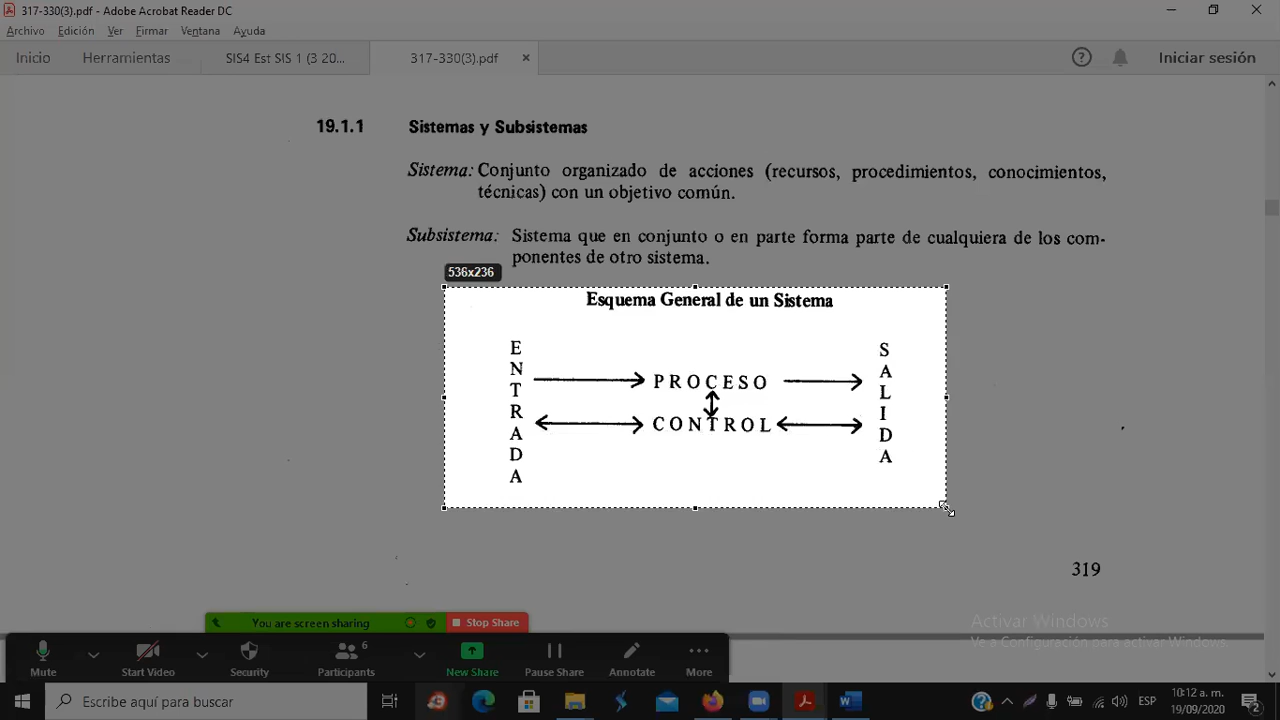 317-330(3).pdf - Adobe Acrobat Reader DC
Archivo Edición Ver Firmar Ventana Ayuda
Inicio Herramientas SIS4 Est SIS 1 (3 20... 317-330(3).pdf × ? Iniciar sesión
19.1.1 Sistemas y Subsistemas
Sistema: Conjunto organizado de acciones (recursos, procedimientos, conocimientos,
técnicas) con un objetivo común.
Subsistema: Sistema que en conjunto o en parte forma parte de cualquiera de los com-
ponentes de otro sistema.
536x236
Esquema General de un Sistema
ENTRADA
PROCESO
CONTROL
SALIDA
319
You are screen sharing Stop Share
Activar Windows
Ve a Configuración para activar Windows.
6
Mute Start Video Security Participants New Share Pause Share Annotate More
Escribe aquí para buscar
ESP
10:12 a. m.
19/09/2020
2